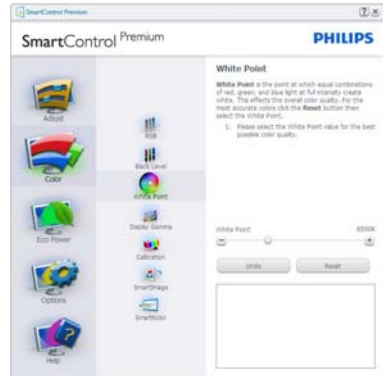 SmartControl Premium
SmartControl Premium
PHILIPS
Adjust
Color
Eco Power
Options
Help
RGB
Black Level
White Point
Display Gamma
Calibration
SmartImage
SmartKolor
White Point
White Point is the point at which equal combinations
of red, green, and blue light at full intensity create
white. This effects the overall color quality. For the
most accurate colors click the Reset button then
select the White Point.
1. Please select the White Point value for the best
possible color quality.
White Point 6500K
Undo Reset